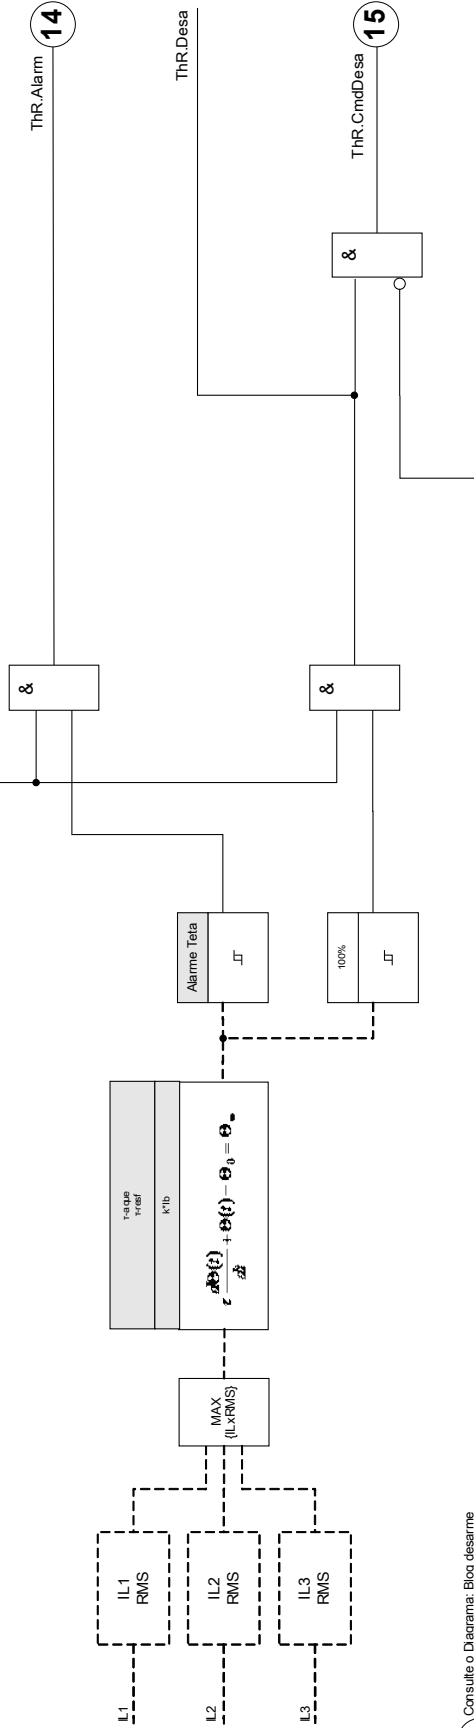 14
ThR.Alarm
ThR.Desa
15
ThR.CmdDesa
&
&
&
Alarme Teta
100%
τ-aque
τ-resf
k*Ib
MAX
{ILxRMS}
IL1
RMS
IL2
RMS
IL3
RMS
IL1
IL2
IL3
Consulte o Diagrama: Bloq desarme